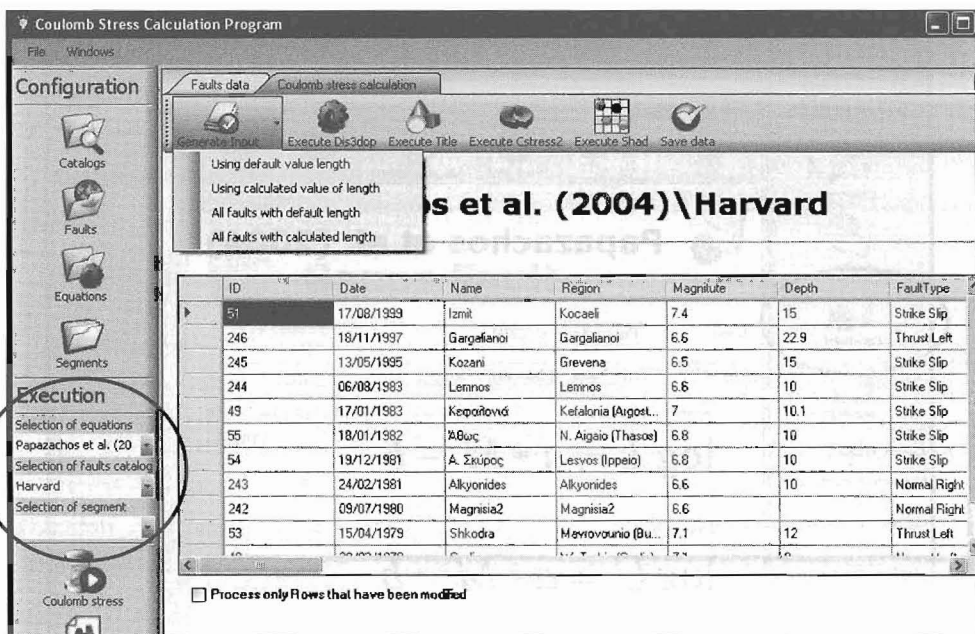 Coulomb Stress Calculation Program
File Windows
Configuration
Catalogs
Faults
Equations
Segments
Execution
Selection of equations
Papazachos et al. (20
Selection of faults catalog
Harvard
Selection of segment
Coulomb stress
Faults data Coulomb stress calculation
Generate Input Execute Dis3dop Execute Title Execute Cstress2 Execute Shad Save data
Using default value length
Using calculated value of length
All faults with default length
All faults with calculated length
os et al. (2004)\Harvard
ID Date Name Region Magnitute Depth FaultType
51 17/08/1999 Izmit Kocaeli 7.4 15 Strike Slip
246 18/11/1997 Gargalianoi Gargalianoi 6.6 22.9 Thrust Left
245 13/05/1995 Kozani Grevena 6.5 15 Strike Slip
244 06/08/1983 Lemnos Lemnos 6.6 10 Strike Slip
49 17/01/1983 Κεφαλονιά Kefalonia (Argost... 7 10.1 Strike Slip
55 18/01/1982 Άθως N. Aigaio (Thasos) 6.8 10 Strike Slip
54 19/12/1981 Α. Σκύρος Lesvos (Ippeio) 6.8 10 Strike Slip
243 24/02/1981 Alkyonides Alkyonides 6.6 10 Normal Right
242 09/07/1980 Magnisia2 Magnisia2 6.6 Normal Right
53 15/04/1979 Shkodra Mavrovounio (Bu... 7.1 12 Thrust Left
Process only Rows that have been modified